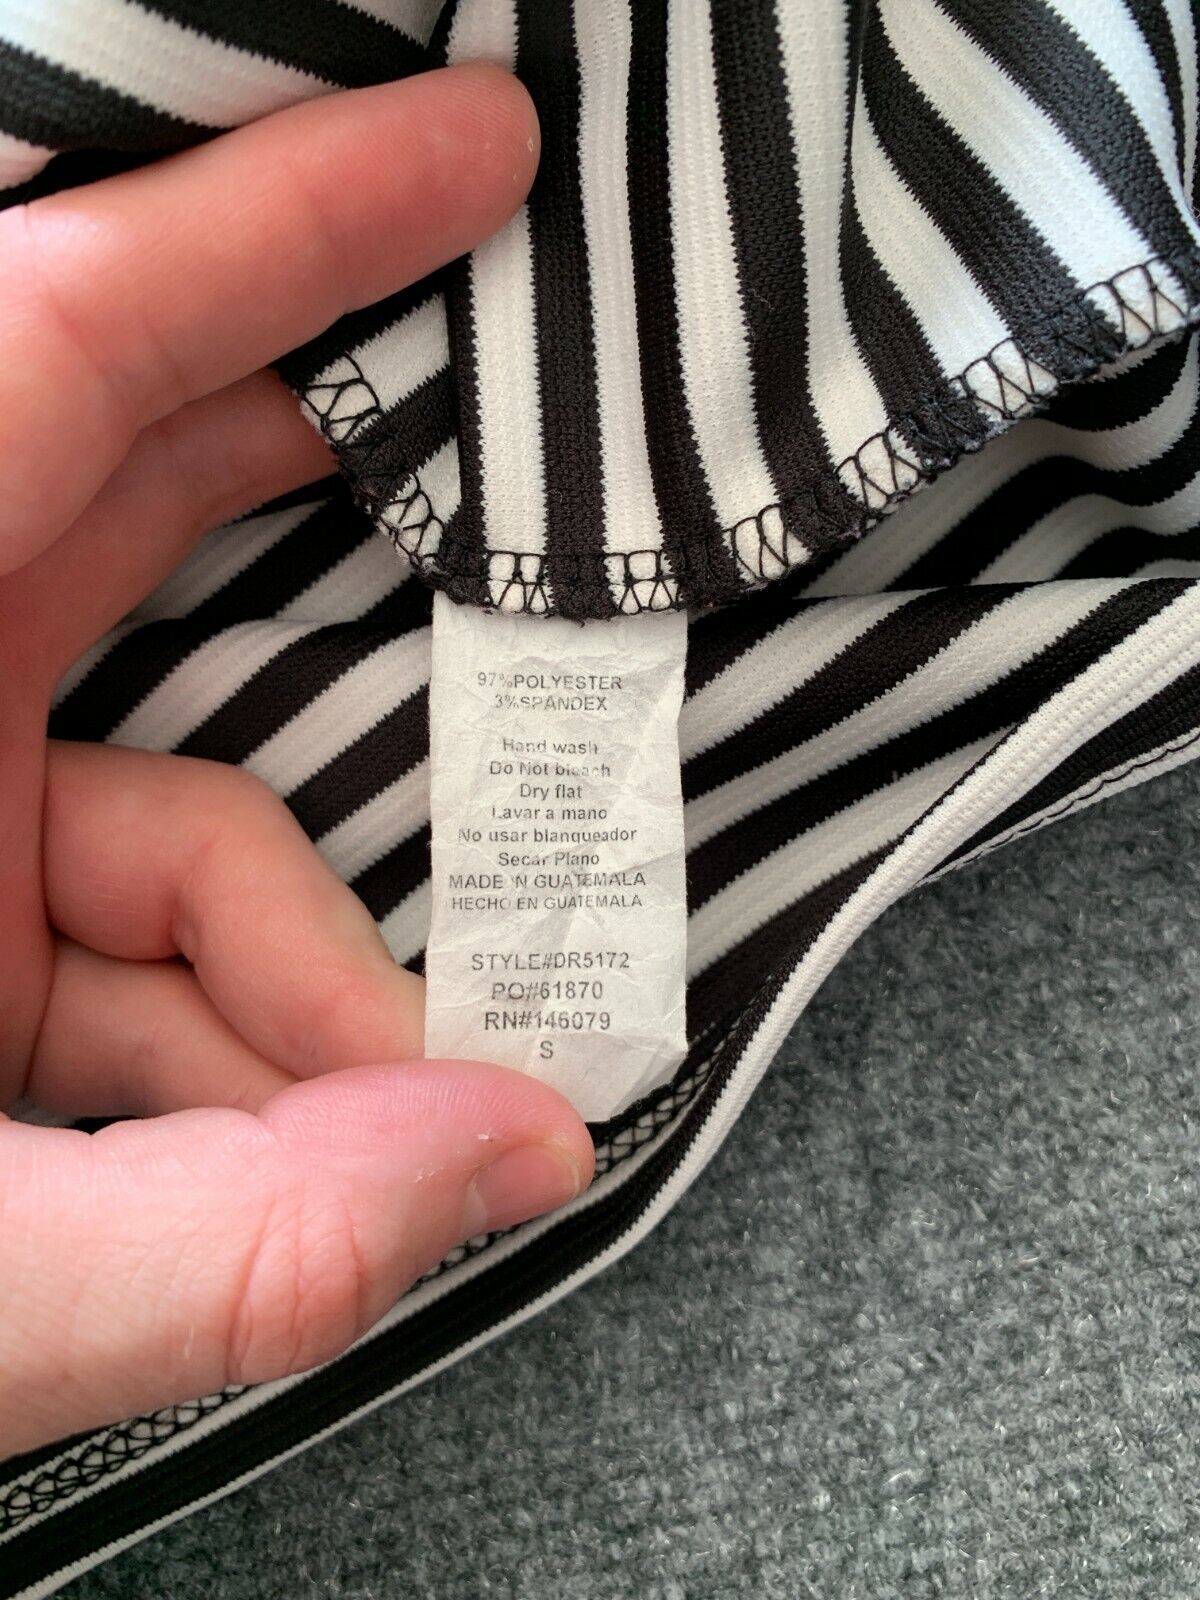 97%POLYESTER
3%SPANDEX
Hand wash
Do Not bleach
Dry flat
Lavar a mano
No usar blanqueador
Secar Plano
MADE IN GUATEMALA
HECHO EN GUATEMALA
STYLE#DR5172
PO#61870
RN#146079
S